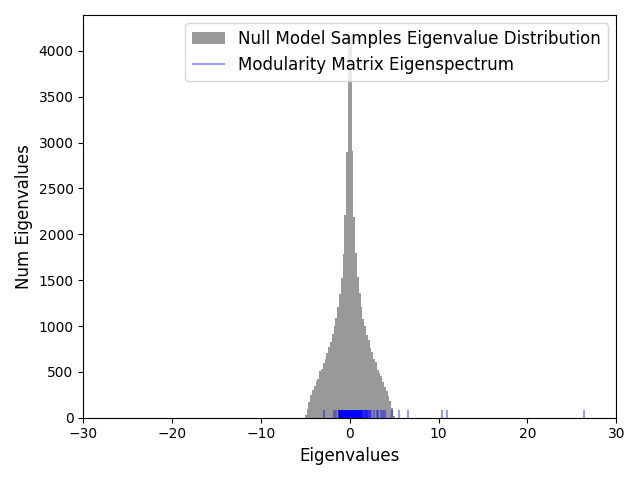 Null Model Samples Eigenvalue Distribution
Modularity Matrix Eigenspectrum
4000
3500
3000
2500
2000
1500
1000
500
0
Num Eigenvalues
−30 −20 −10 0 10 20 30
Eigenvalues